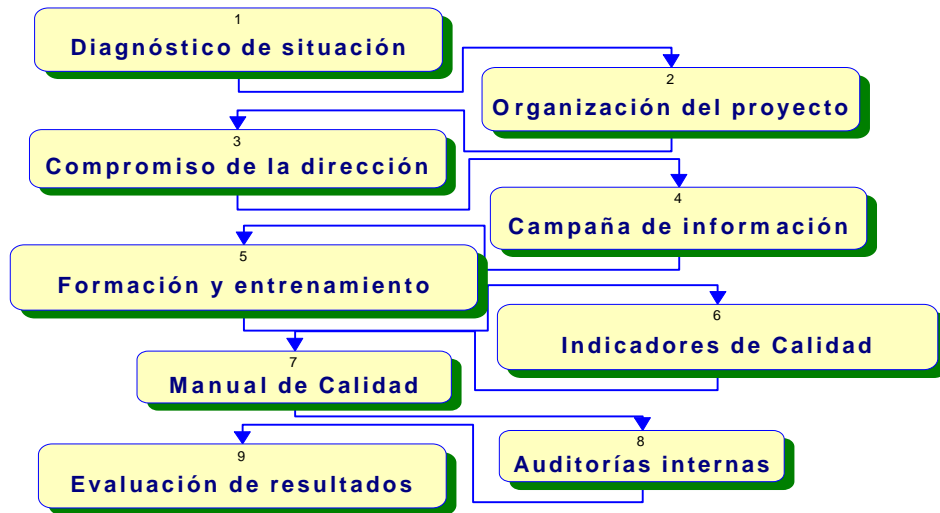 1
Diagnóstico de situación
2
Organización del proyecto
3
Compromiso de la dirección
4
Campaña de información
5
Formación y entrenamiento
6
Indicadores de Calidad
7
Manual de Calidad
8
Auditorías internas
9
Evaluación de resultados